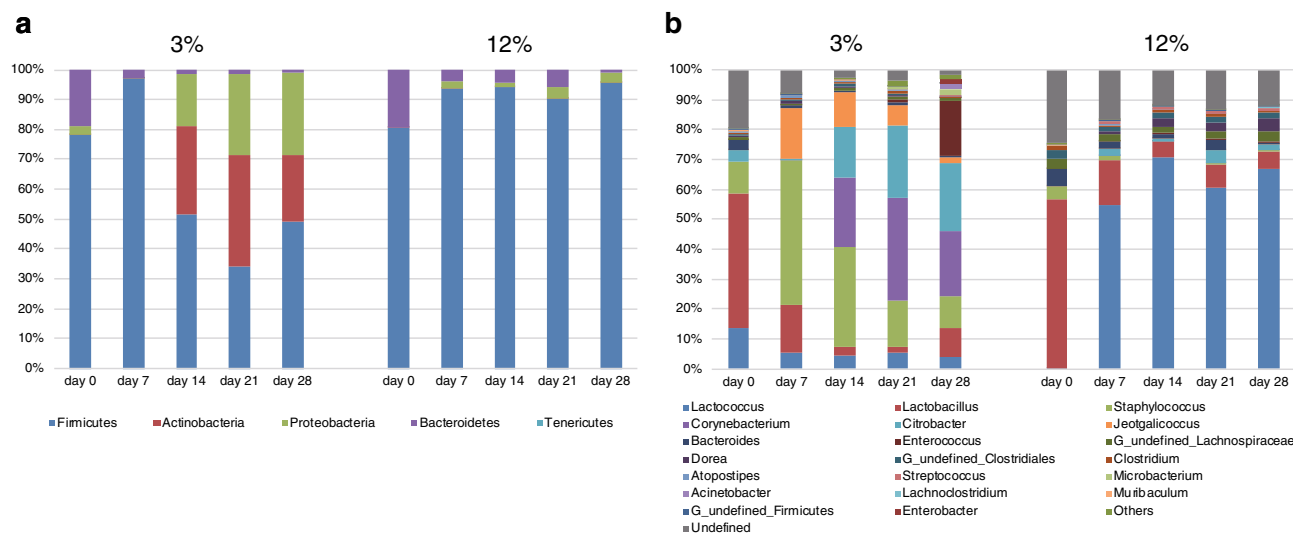 a
3%
12%
100%
90%
80%
70%
60%
50%
40%
30%
20%
10%
0%
day 0 day 7 day 14 day 21 day 28 day 0 day 7 day 14 day 21 day 28
Firmicutes Actinobacteria Proteobacteria Bacteroidetes Tenericutes
b
3%
12%
100%
90%
80%
70%
60%
50%
40%
30%
20%
10%
0%
day 0 day 7 day 14 day 21 day 28 day 0 day 7 day 14 day 21 day 28
Lactococcus Lactobacillus Staphylococcus
Corynebacterium Citrobacter Jeotgalicoccus
Bacteroides Enterococcus G_undefined_Lachnospiraceae
Dorea G_undefined_Clostridiales Clostridium
Atopostipes Streptococcus Microbacterium
Acinetobacter Lachnoclostridium Muribaculum
G_undefined_Firmicutes Enterobacter Others
Undefined